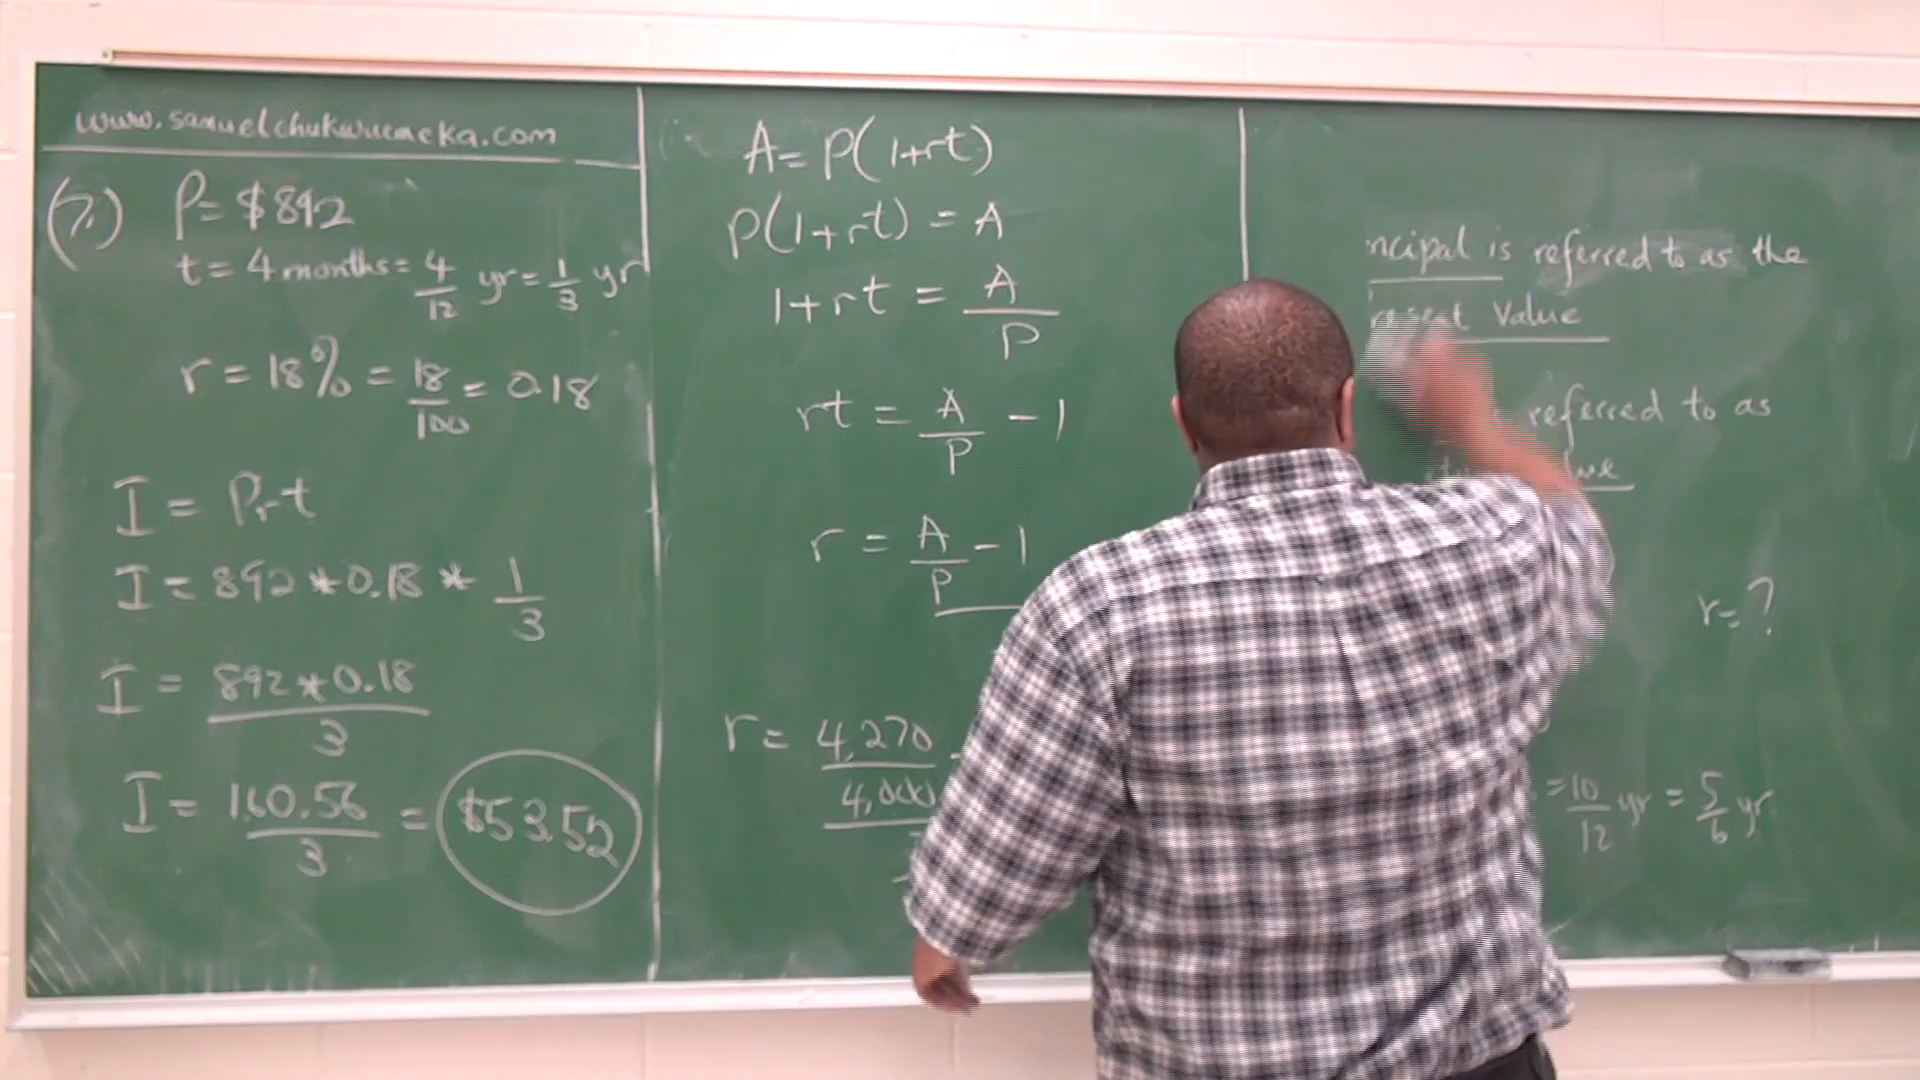 www.samuelchukwuemeka.com
(7.) P = $892
t = 4 months = 4/12 yr = 1/3 yr
r = 18% = 18/100 = 0.18
I = Prt
I = 892 * 0.18 * 1/3
I = 892 * 0.18 / 3
I = 160.56 / 3 = $53.52
A = P(1+rt)
P(1+rt) = A
1+rt = A/P
rt = A/P - 1
r = A/P - 1
r = 4,270
4,000
is referred to as the
Value
referred to as
r = ?
= 10/12 yr = 5/6 yr